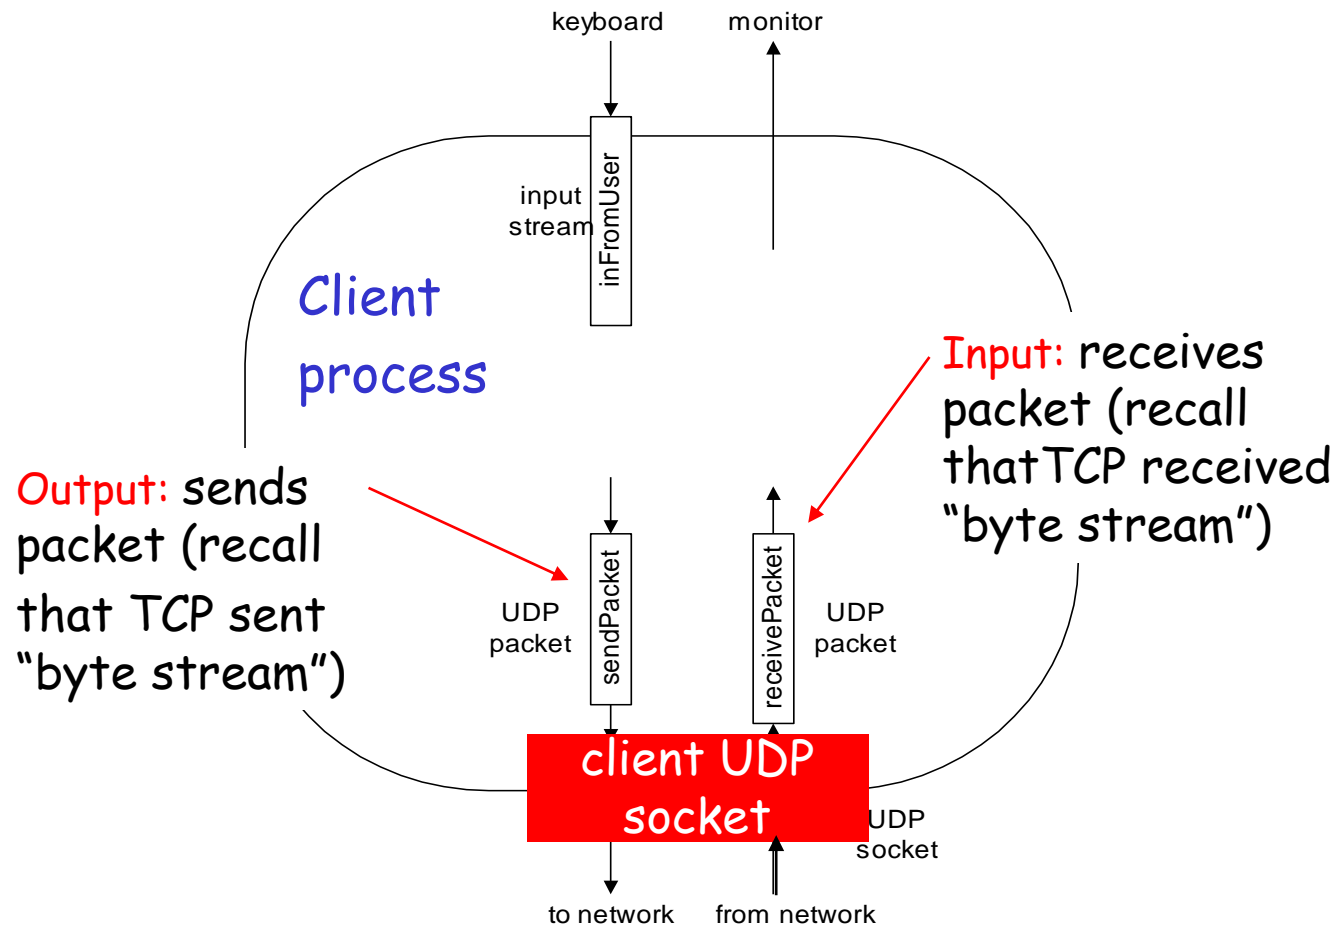 keyboard
monitor
input
stream
inFromUser
Client
process
Input: receives
packet (recall
thatTCP received
“byte stream”)
Output: sends
packet (recall
that TCP sent
“byte stream”)
UDP
packet
sendPacket
receivePacket
UDP
packet
client UDP
socket
UDP
socket
to network
from network